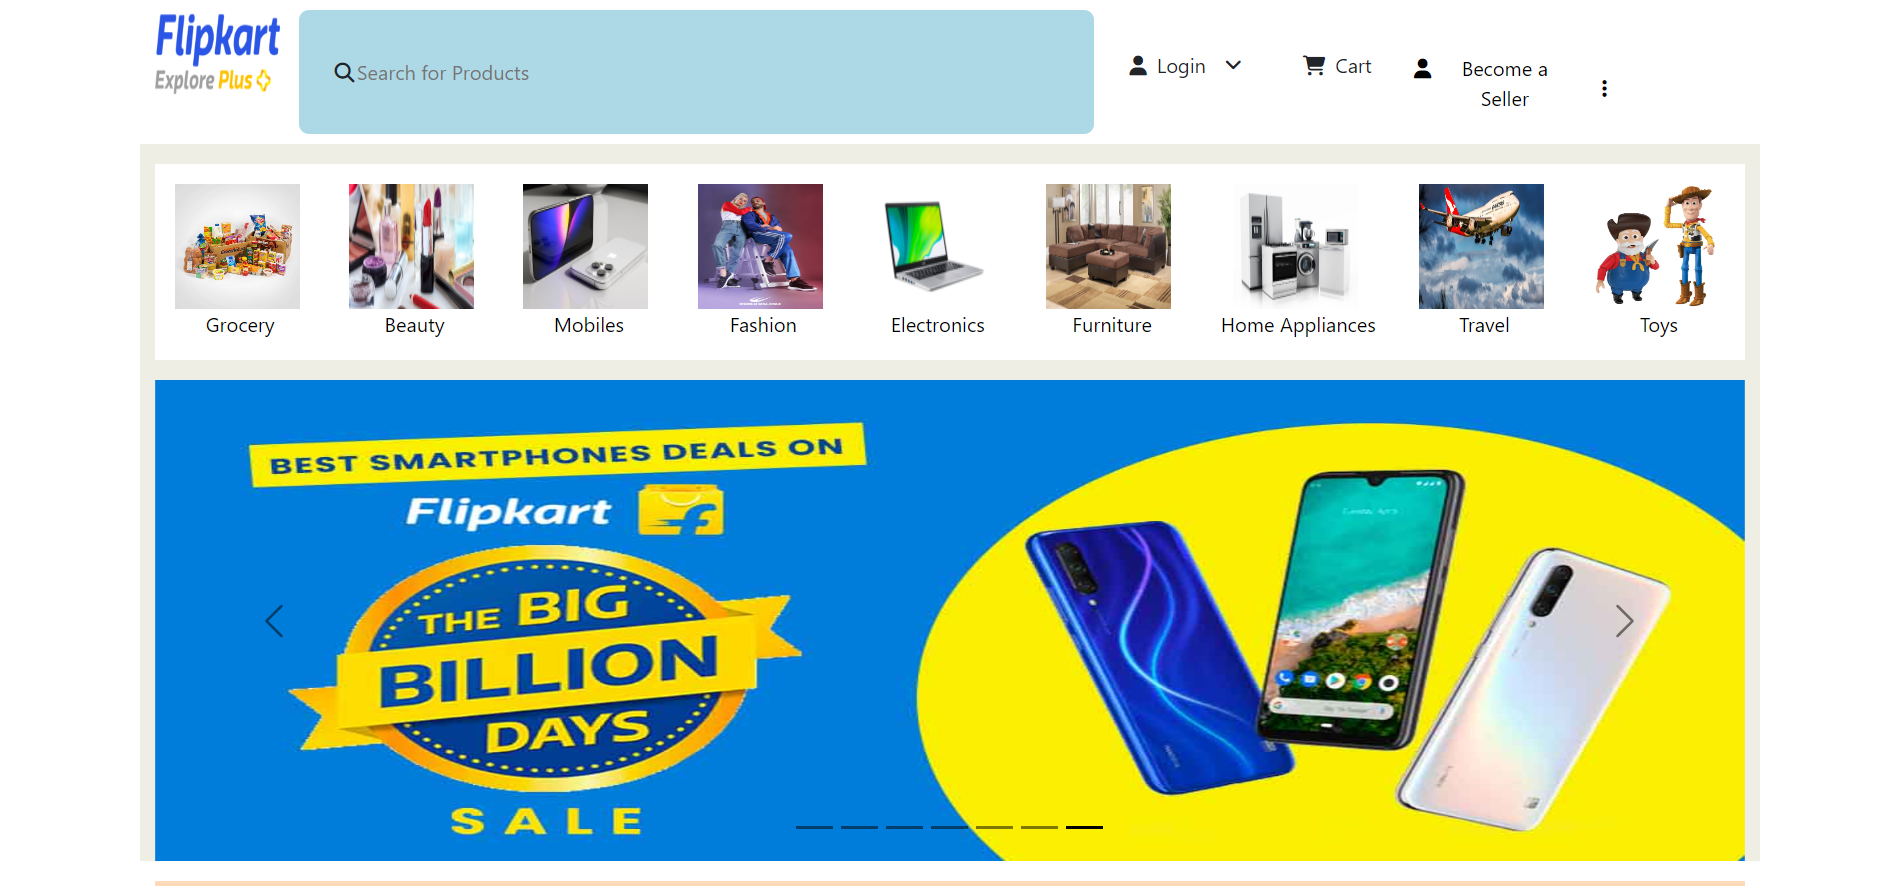 Flipkart
Explore Plus
Search for Products
Login
Cart
Become a
Seller
Grocery
Beauty
Mobiles
Fashion
Electronics
Furniture
Home Appliances
Travel
Toys
BEST SMARTPHONES DEALS ON
Flipkart
THE BIG
BILLION
DAYS
SALE